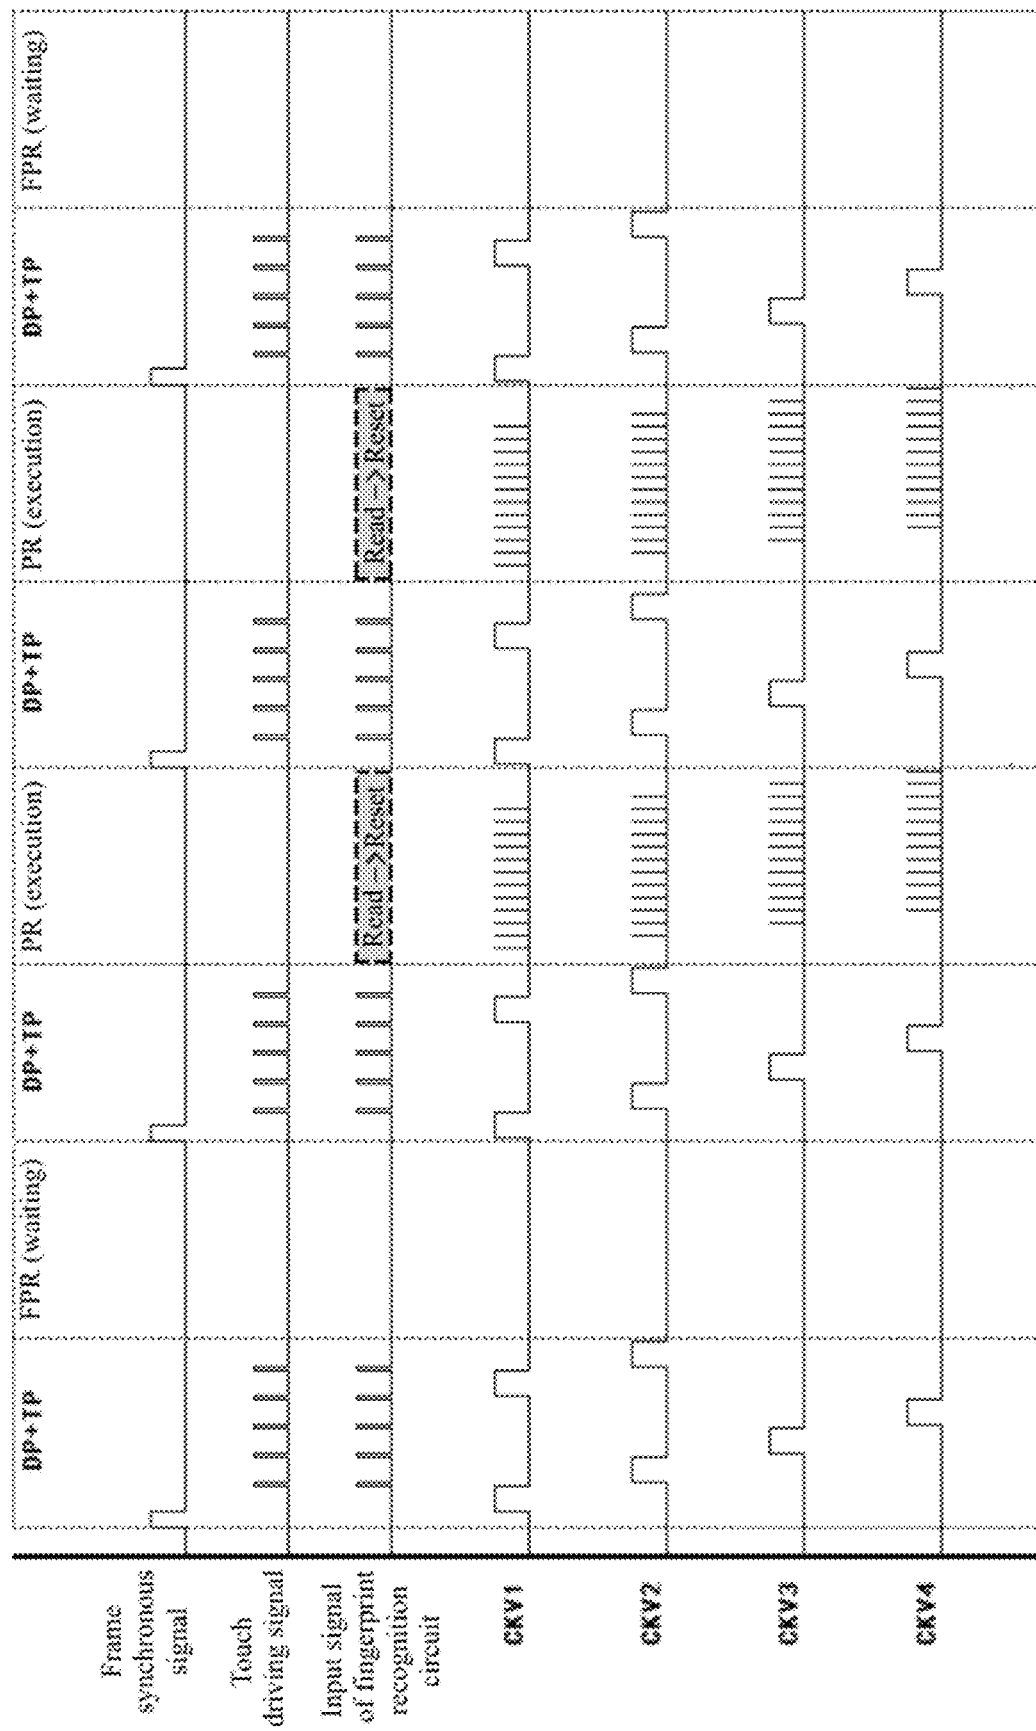 DP+TP
FPR (waiting)
DP+TP
PR (execution)
DP+TP
PR (execution)
DP+TP
FPR (waiting)
Frame
synchronous
signal
Touch
driving signal
Input signal
of fingerprint
recognition
circuit
Read->Reset
Read->Reset
CKV1
CKV2
CKV3
CKV4